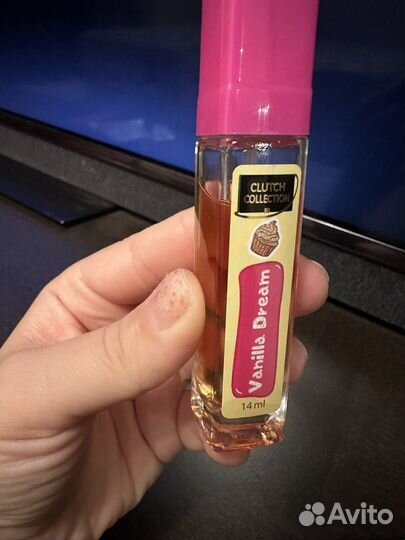 CLUTCH
COLLECTION
Vanilla Dream
14 ml
Avito